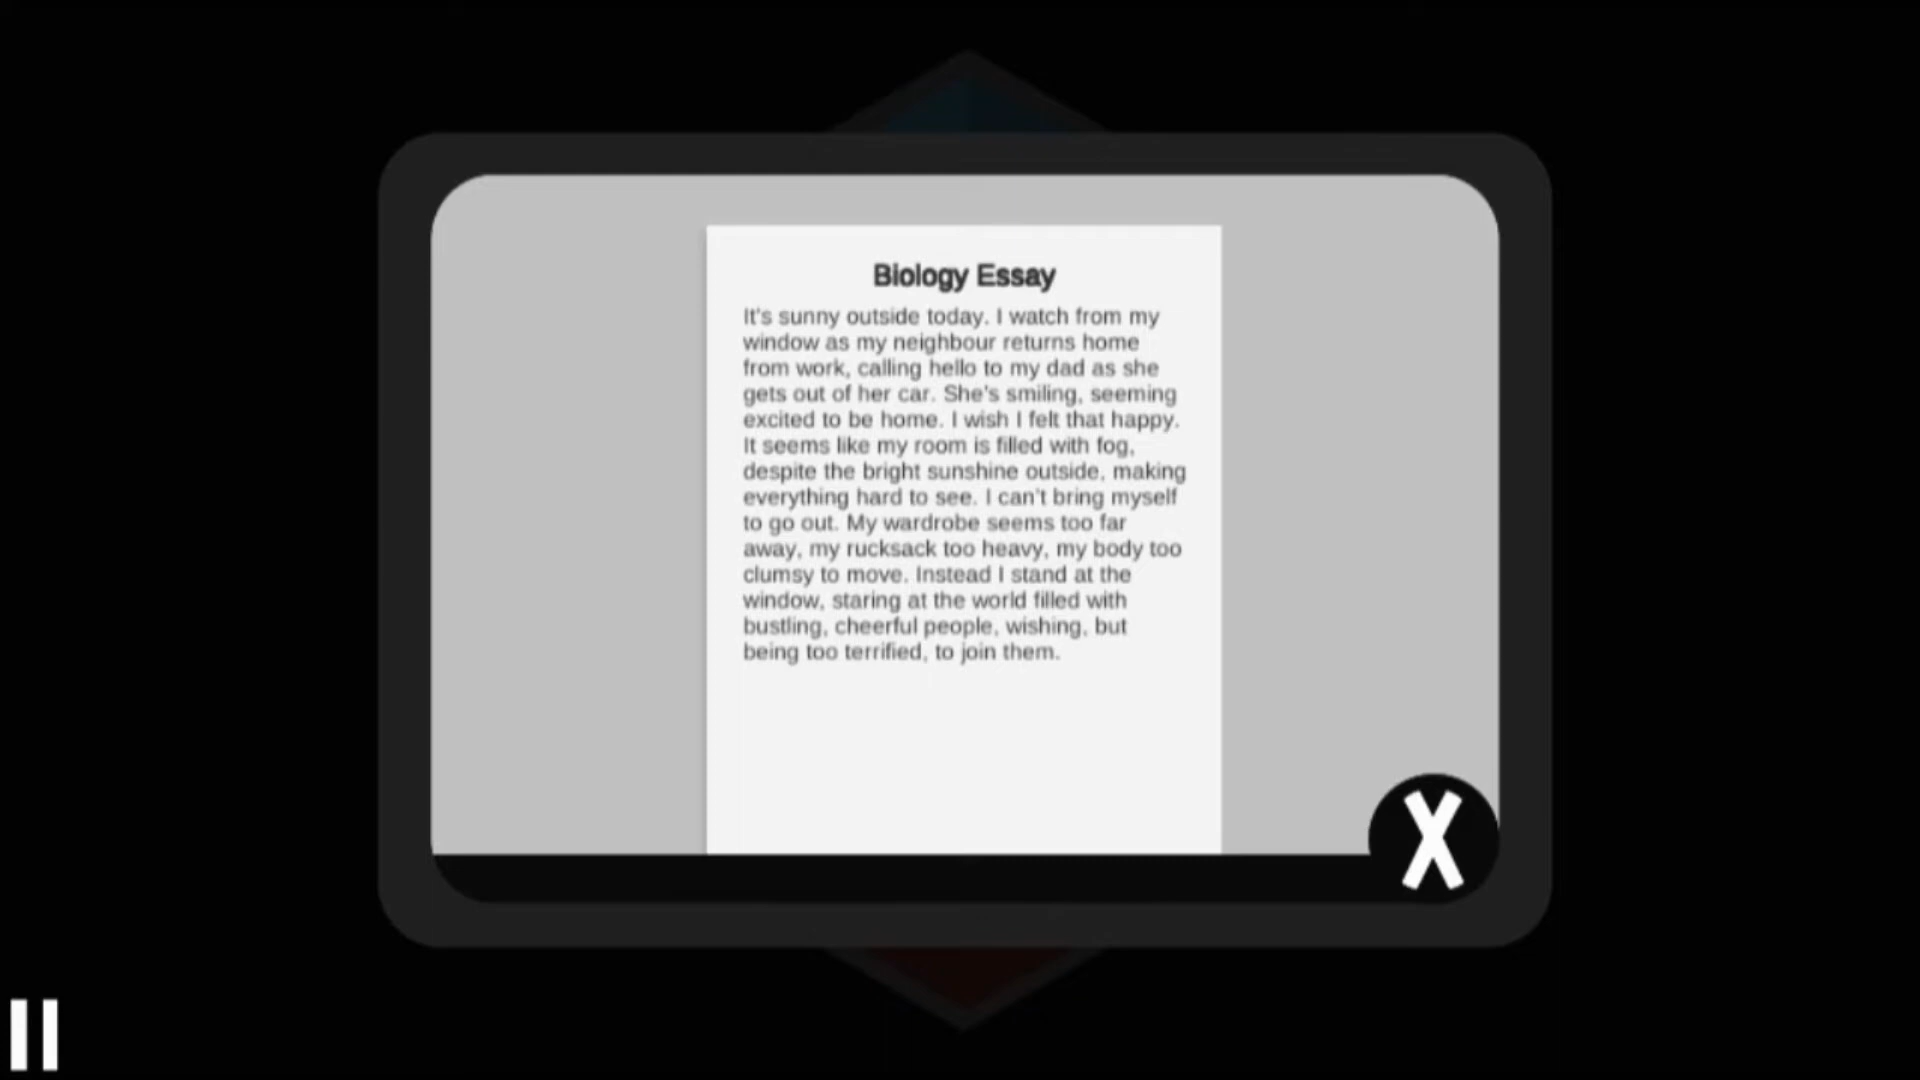 Biology Essay
It's sunny outside today. I watch from my
window as my neighbour returns home
from work, calling hello to my dad as she
gets out of her car. She's smiling, seeming
excited to be home. I wish I felt that happy.
It seems like my room is filled with fog,
despite the bright sunshine outside, making
everything hard to see. I can't bring myself
to go out. My wardrobe seems too far
away, my rucksack too heavy, my body too
clumsy to move. Instead I stand at the
window, staring at the world filled with
bustling, cheerful people, wishing, but
being too terrified, to join them.
X